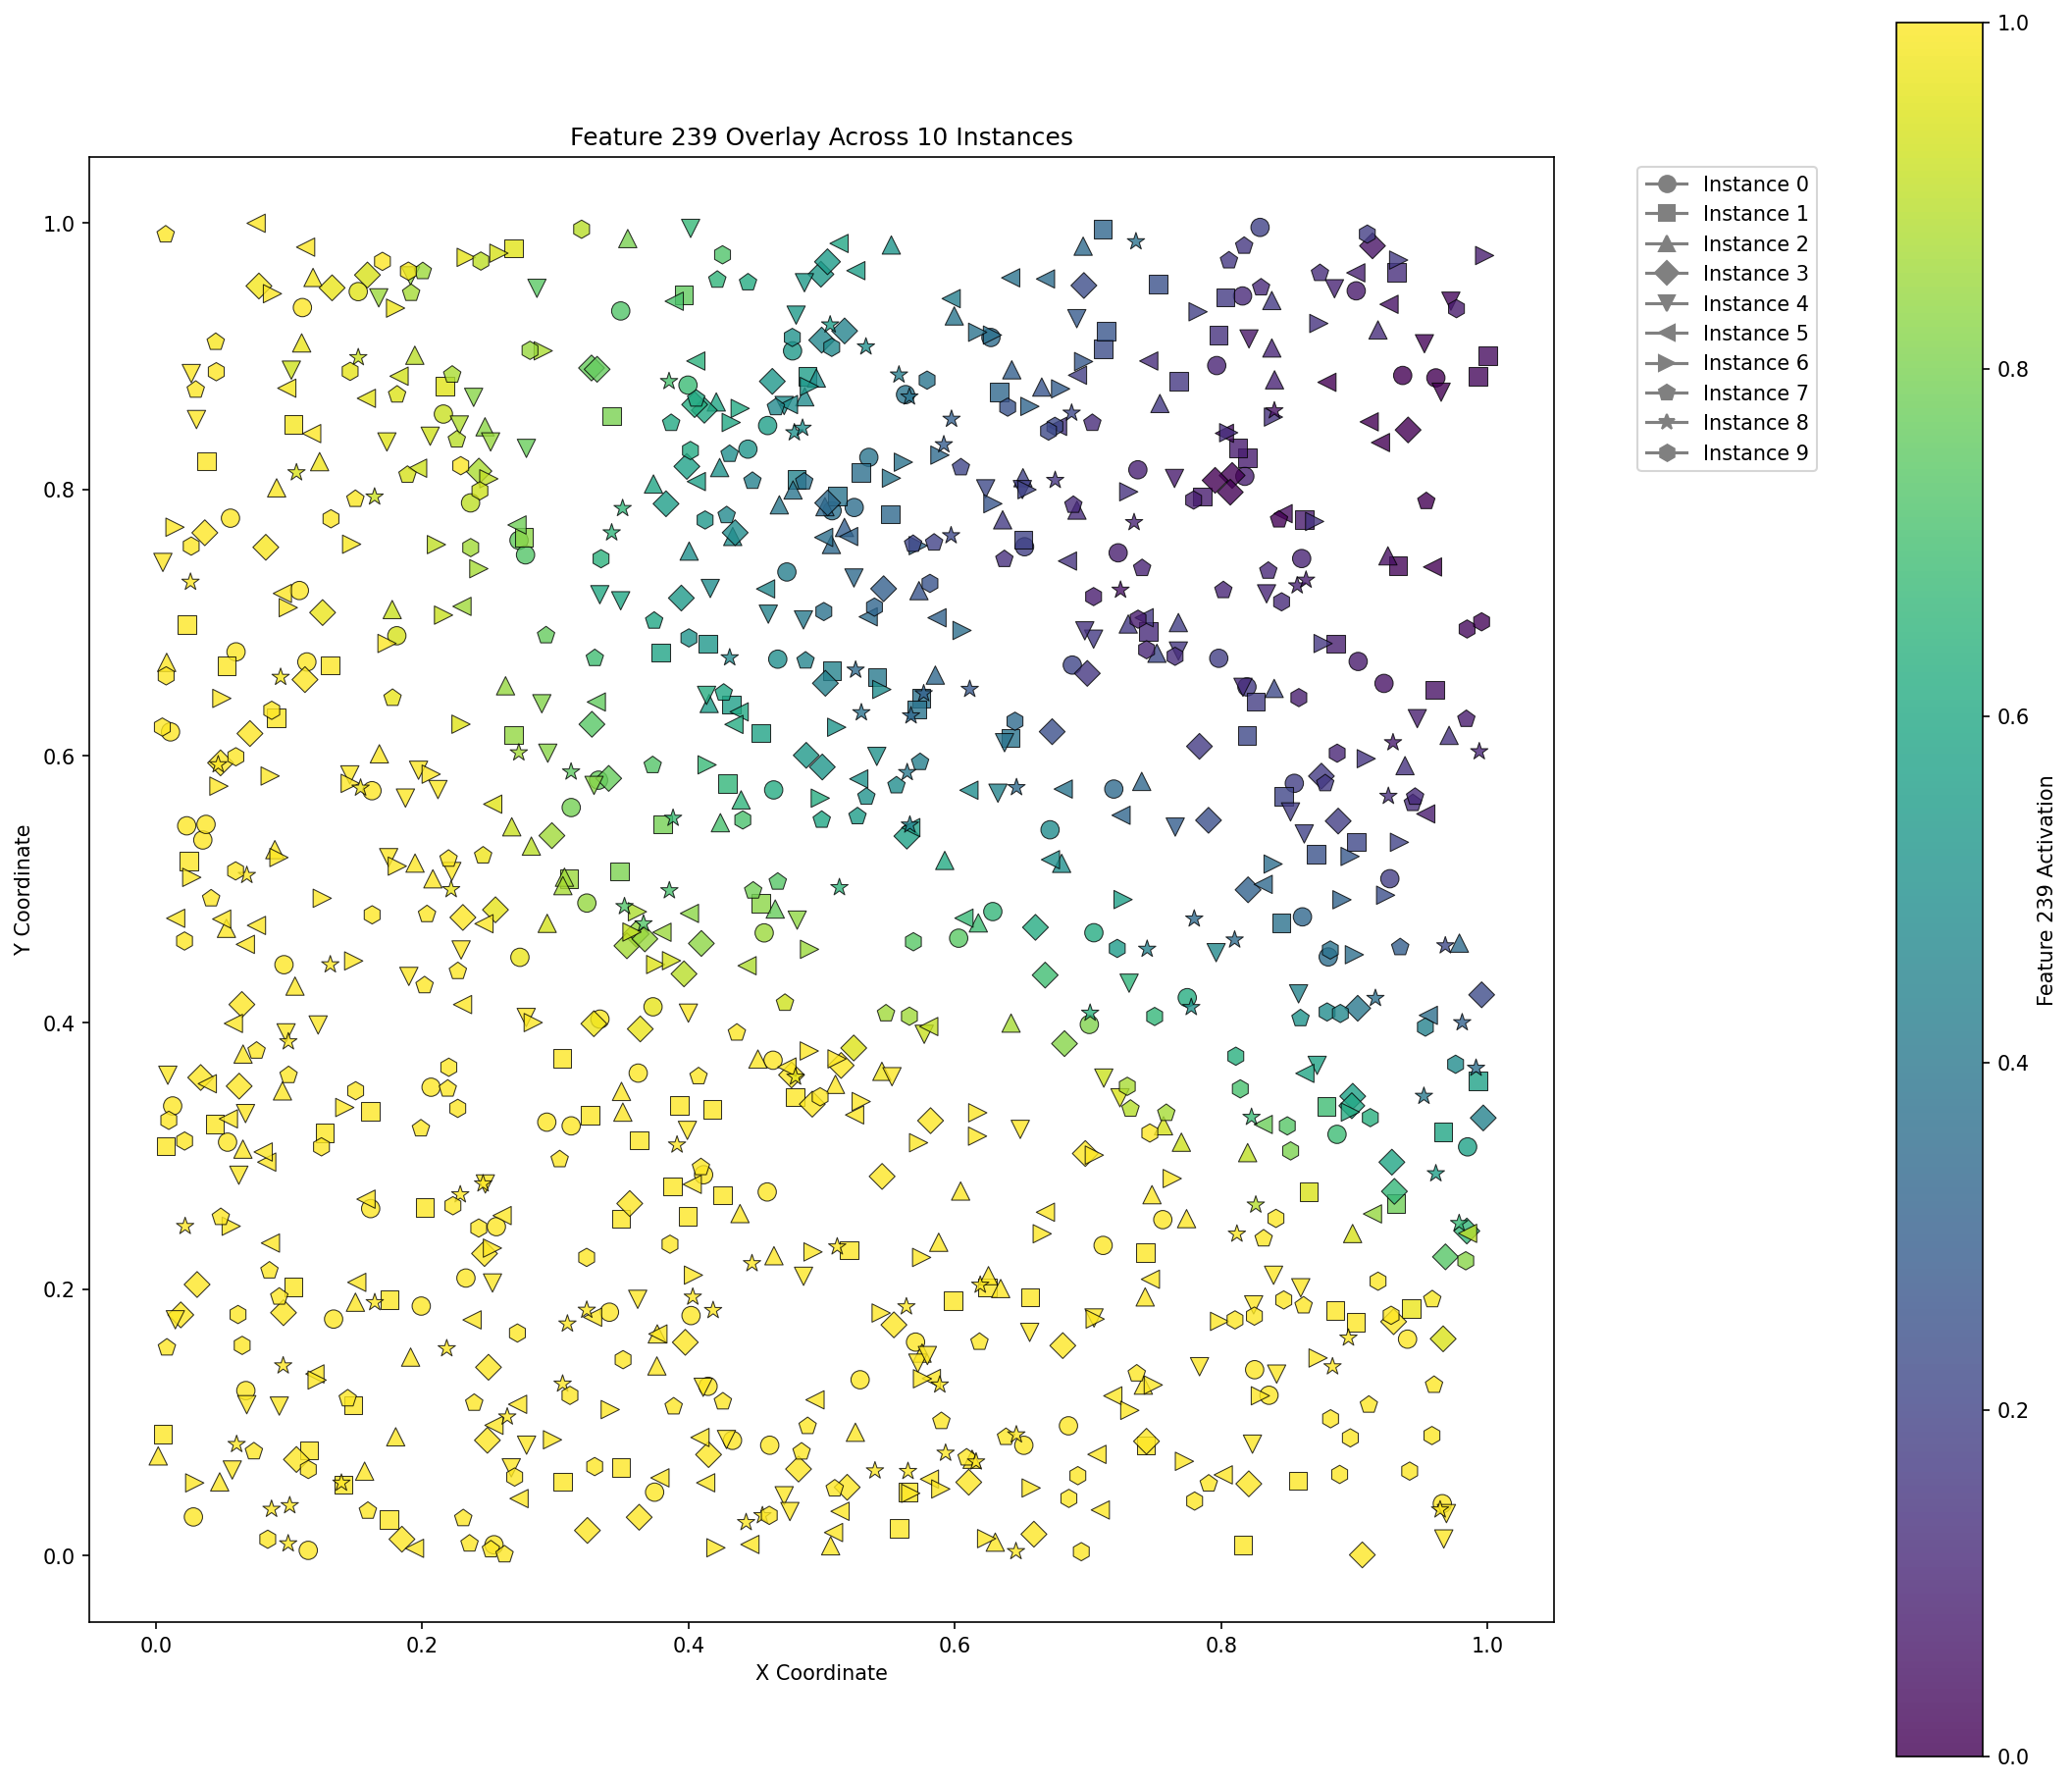 Feature 239 Overlay Across 10 Instances
1.0
0.8
0.6
0.4
0.2
0.0
Y Coordinate
0.0
0.2
0.4
0.6
0.8
1.0
X Coordinate
Instance 0
Instance 1
Instance 2
Instance 3
Instance 4
Instance 5
Instance 6
Instance 7
Instance 8
Instance 9
1.0
0.8
0.6
0.4
0.2
0.0
Feature 239 Activation